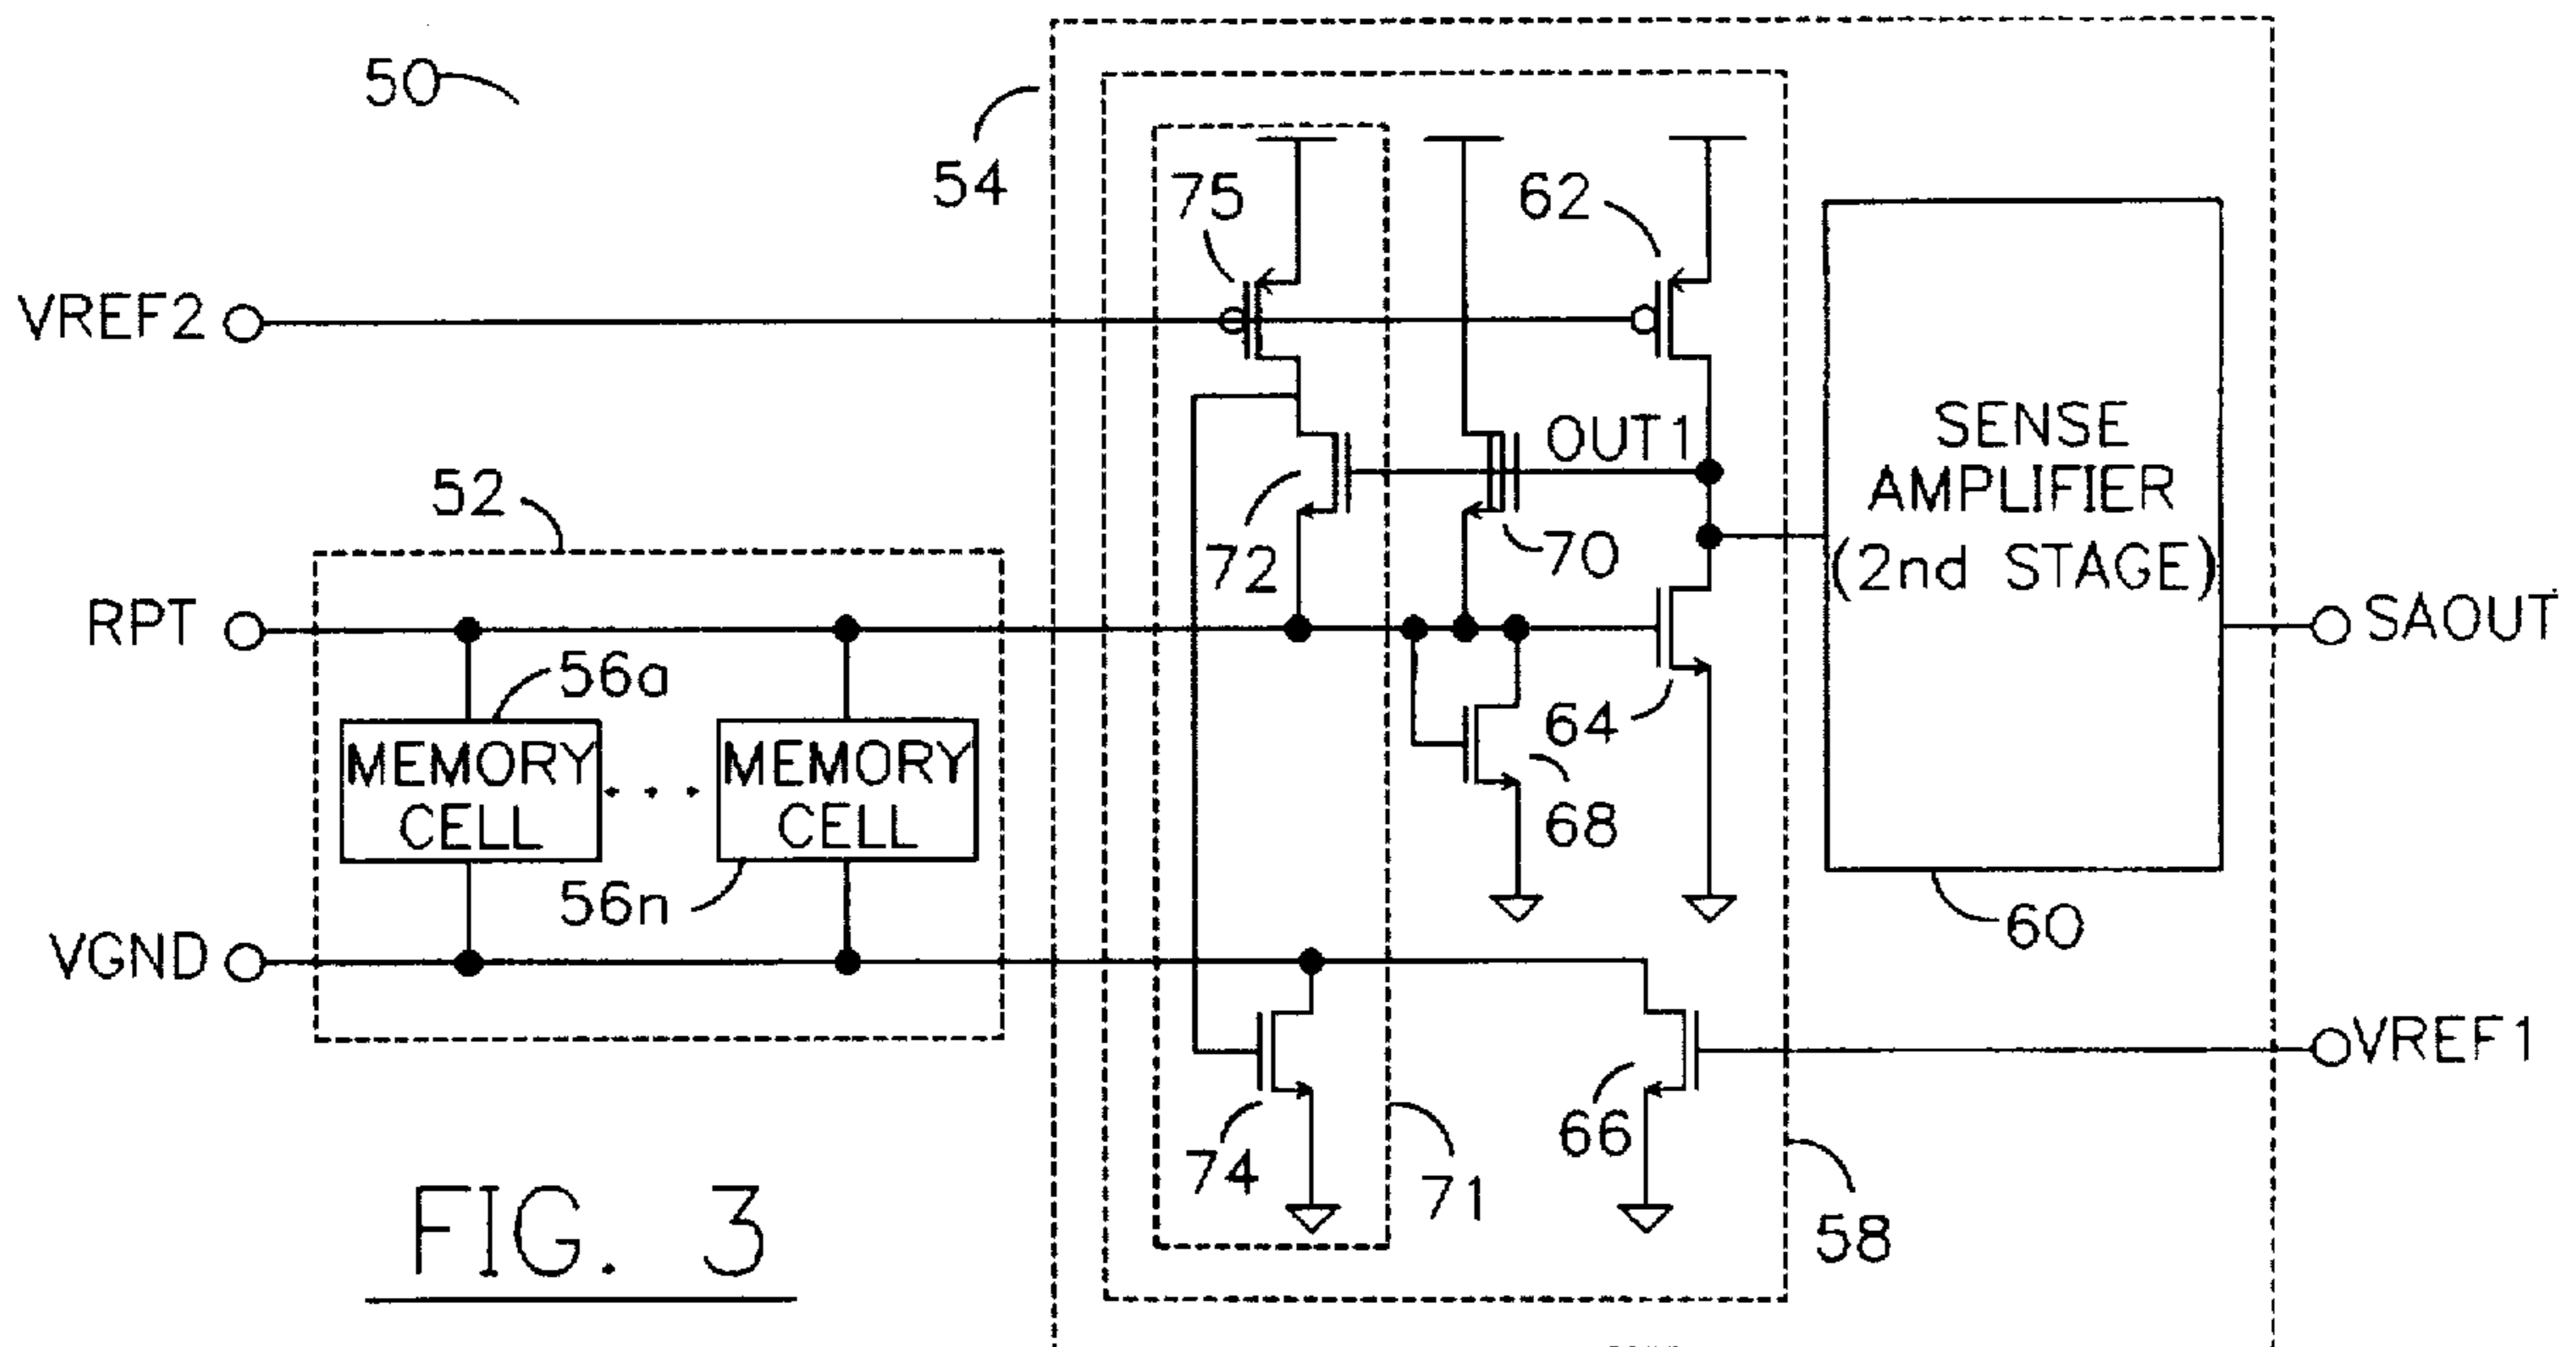 50
54
75
62
VREF2
OUT1
SENSE
AMPLIFIER
(2nd STAGE)
52
72
70
RPT
SAOUT
56a
64
MEMORY
CELL
. . .
MEMORY
CELL
68
56n
60
VGND
VREF1
66
74
71
58
FIG. 3